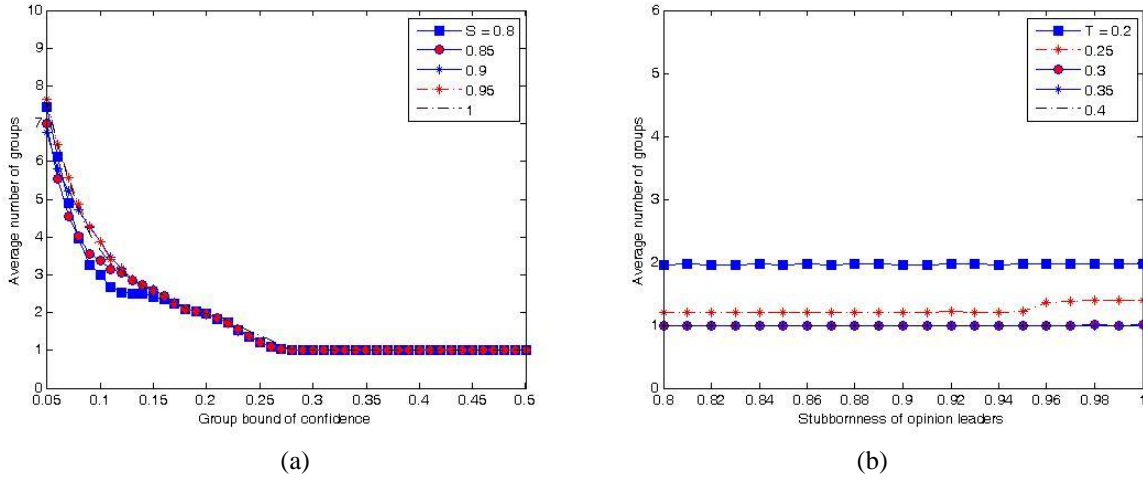 10
9
8
7
6
5
4
3
2
1
0
0.05 0.1 0.15 0.2 0.25 0.3 0.35 0.4 0.45 0.5
Average number of groups
Group bound of confidence
S = 0.8
0.85
0.9
0.95
1
(a)
6
5
4
3
2
1
0
0.8 0.82 0.84 0.86 0.88 0.9 0.92 0.94 0.96 0.98 1
Average number of groups
Stubbornness of opinion leaders
T = 0.2
0.25
0.3
0.35
0.4
(b)